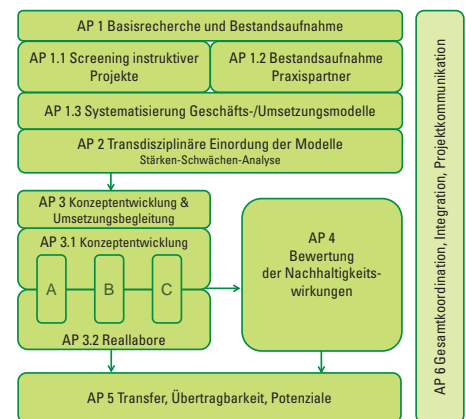 AP 1 Basisrecherche und Bestandsaufnahme
AP 1.1 Screening instruktiver
Projekte
AP 1.2 Bestandsaufnahme
Praxispartner
AP 1.3 Systematisierung Geschäfts-/Umsetzungsmodelle
AP 2 Transdisziplinäre Einordung der Modelle
Stärken-Schwächen-Analyse
AP 3 Konzeptentwicklung &
Umsetzungsbegleitung
AP 3.1 Konzeptentwicklung
A
B
C
AP 3.2 Reallabore
AP 4
Bewertung
der Nachhaltigkeits-
wirkungen
AP 5 Transfer, Übertragbarkeit, Potenziale
AP 6 Gesamtkoordination, Integration, Projektkommunikation